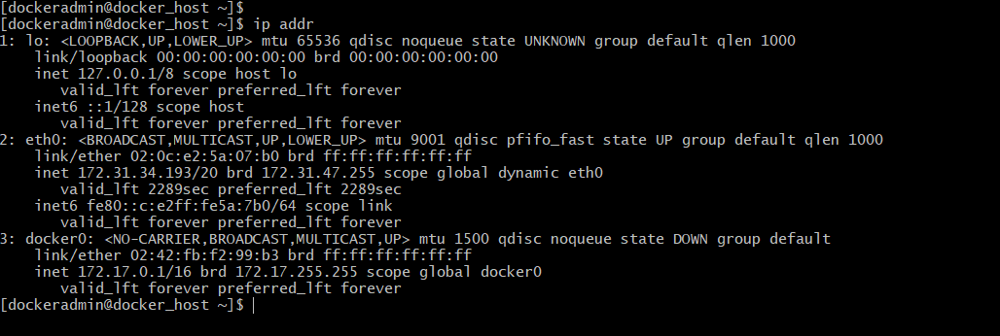 [dockeradmin@docker_host ~]$
[dockeradmin@docker_host ~]$ ip addr
1: lo: <LOOPBACK,UP,LOWER_UP> mtu 65536 qdisc noqueue state UNKNOWN group default qlen 1000
    link/loopback 00:00:00:00:00:00 brd 00:00:00:00:00:00
    inet 127.0.0.1/8 scope host lo
       valid_lft forever preferred_lft forever
    inet6 ::1/128 scope host
       valid_lft forever preferred_lft forever
2: eth0: <BROADCAST,MULTICAST,UP,LOWER_UP> mtu 9001 qdisc pfifo_fast state UP group default qlen 1000
    link/ether 02:0c:e2:5a:07:b0 brd ff:ff:ff:ff:ff:ff
    inet 172.31.34.193/20 brd 172.31.47.255 scope global dynamic eth0
       valid_lft 2289sec preferred_lft 2289sec
    inet6 fe80::c:e2ff:fe5a:7b0/64 scope link
       valid_lft forever preferred_lft forever
3: docker0: <NO-CARRIER,BROADCAST,MULTICAST,UP> mtu 1500 qdisc noqueue state DOWN group default
    link/ether 02:42:fb:f2:99:b3 brd ff:ff:ff:ff:ff:ff
    inet 172.17.0.1/16 brd 172.17.255.255 scope global docker0
       valid_lft forever preferred_lft forever
[dockeradmin@docker_host ~]$